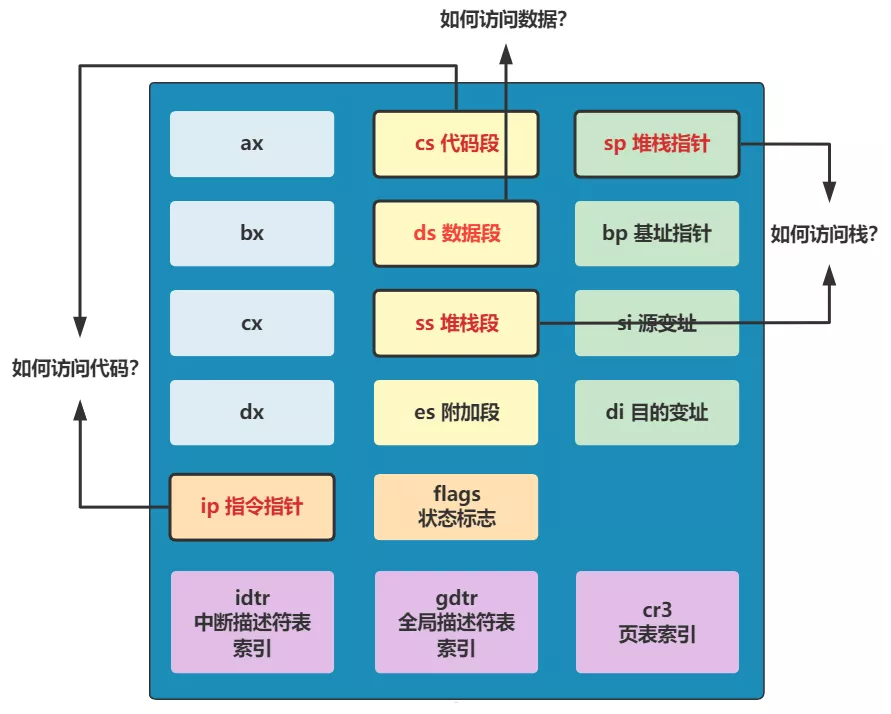 如何访问数据?
ax
cs 代码段
sp 堆栈指针
bx
ds 数据段
bp 基址指针
如何访问栈?
cx
ss 堆栈段
si 源变址
如何访问代码?
dx
es 附加段
di 目的变址
ip 指令指针
flags
状态标志
idtr
中断描述符表
索引
gdtr
全局描述符表
索引
cr3
页表索引